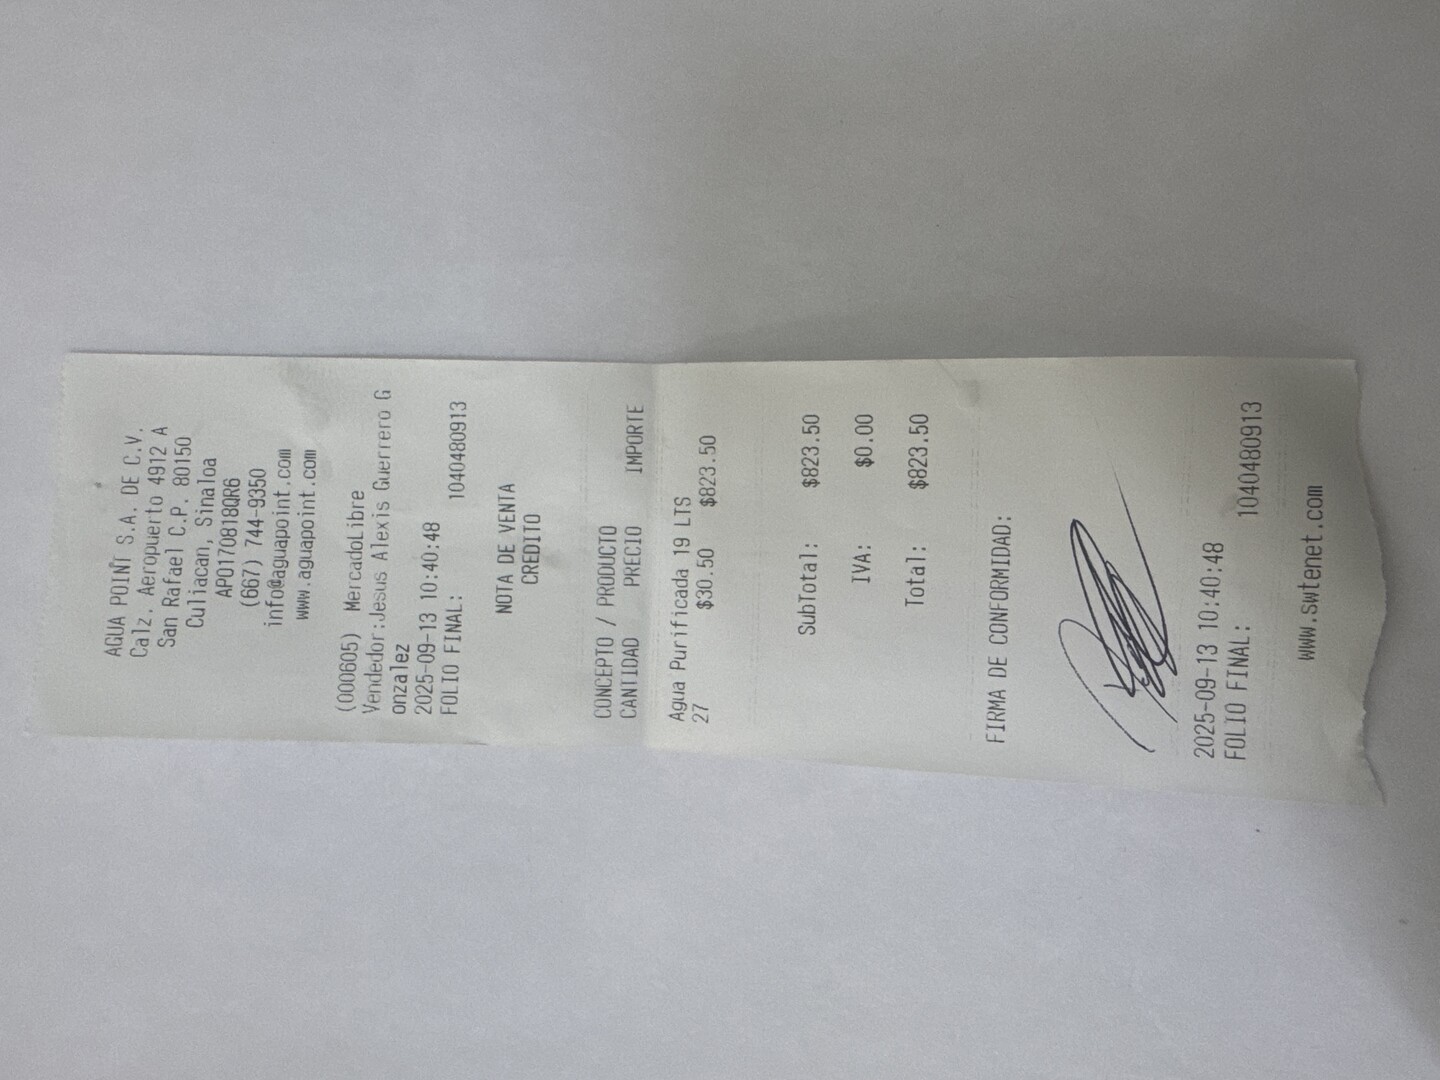 AGUA POINT S.A. DE C.V.
Calz. Aeropuerto 4912 A
San Rafael C.P. 80150
Culiacan, Sinaloa
APO170818QR6
(667) 744-9350
info@aguapoint.com
www.aguapoint.com
(000605) MercadoLibre
Vendedor:Jesus Alexis Guerrero G
onzalez
2025-09-13 10:40:48
FOLIO FINAL: 1040480913
NOTA DE VENTA
CREDITO
CONCEPTO / PRODUCTO
CANTIDAD PRECIO IMPORTE
Agua Purificada 19 LTS
27 $30.50 $823.50
SubTotal: $823.50
IVA: $0.00
Total: $823.50
FIRMA DE CONFORMIDAD:
2025-09-13 10:40:48
FOLIO FINAL: 1040480913
www.swtenet.com